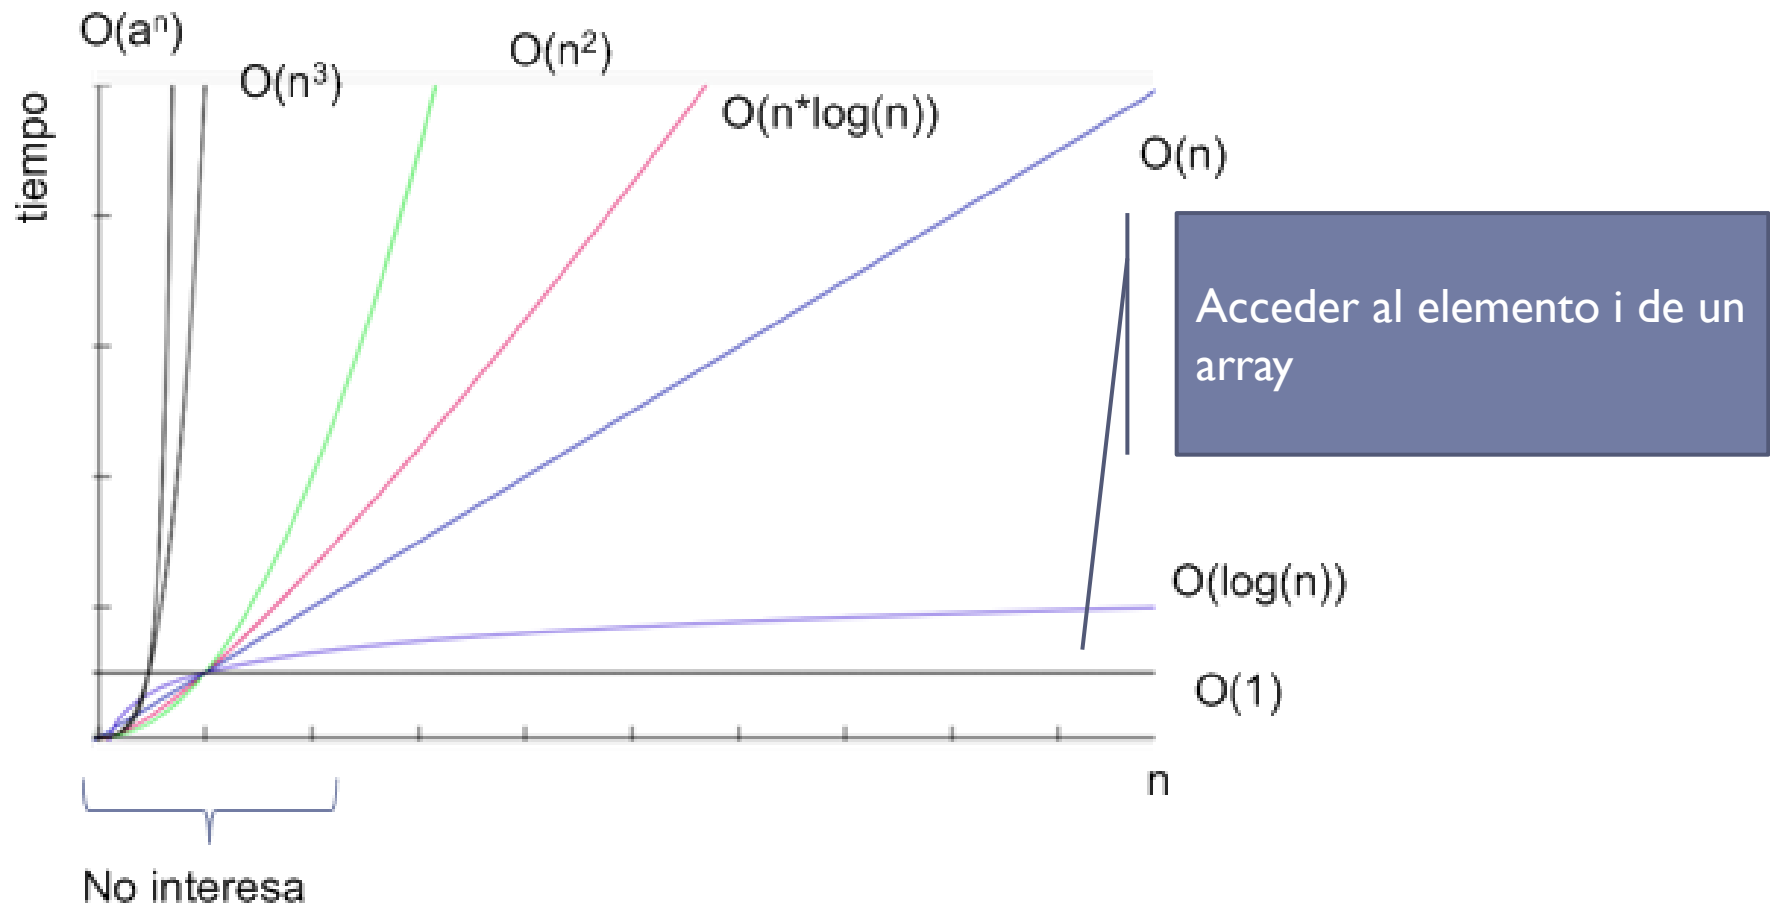 O(aⁿ)
O(n²)
O(n³)
O(n*log(n))
tiempo
O(n)
Acceder al elemento i de un
array
O(log(n))
O(1)
n
No interesa